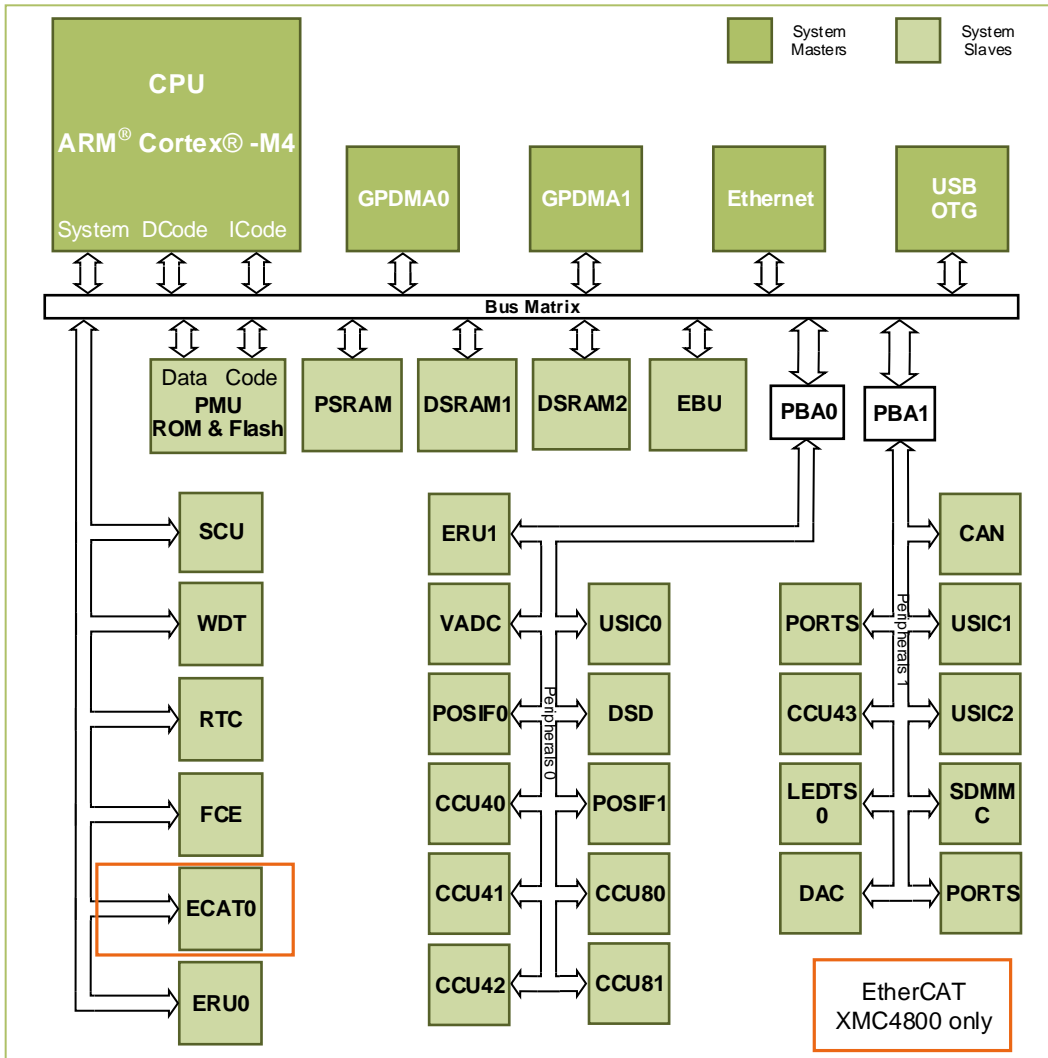 System
Masters
System
Slaves
CPU
ARM® Cortex® -M4
System DCode ICode
GPDMA0
GPDMA1
Ethernet
USB
OTG
Bus Matrix
Data Code
PMU
ROM & Flash
PSRAM
DSRAM1
DSRAM2
EBU
PBA0
PBA1
SCU
WDT
RTC
FCE
ECAT0
ERU0
ERU1
VADC
USIC0
POSIF0
DSD
Peripherals 0
CCU40
POSIF1
CCU41
CCU80
CCU42
CCU81
CAN
PORTS
USIC1
Peripherals 1
CCU43
USIC2
LEDTS
0
SDMM
C
DAC
PORTS
EtherCAT
XMC4800 only